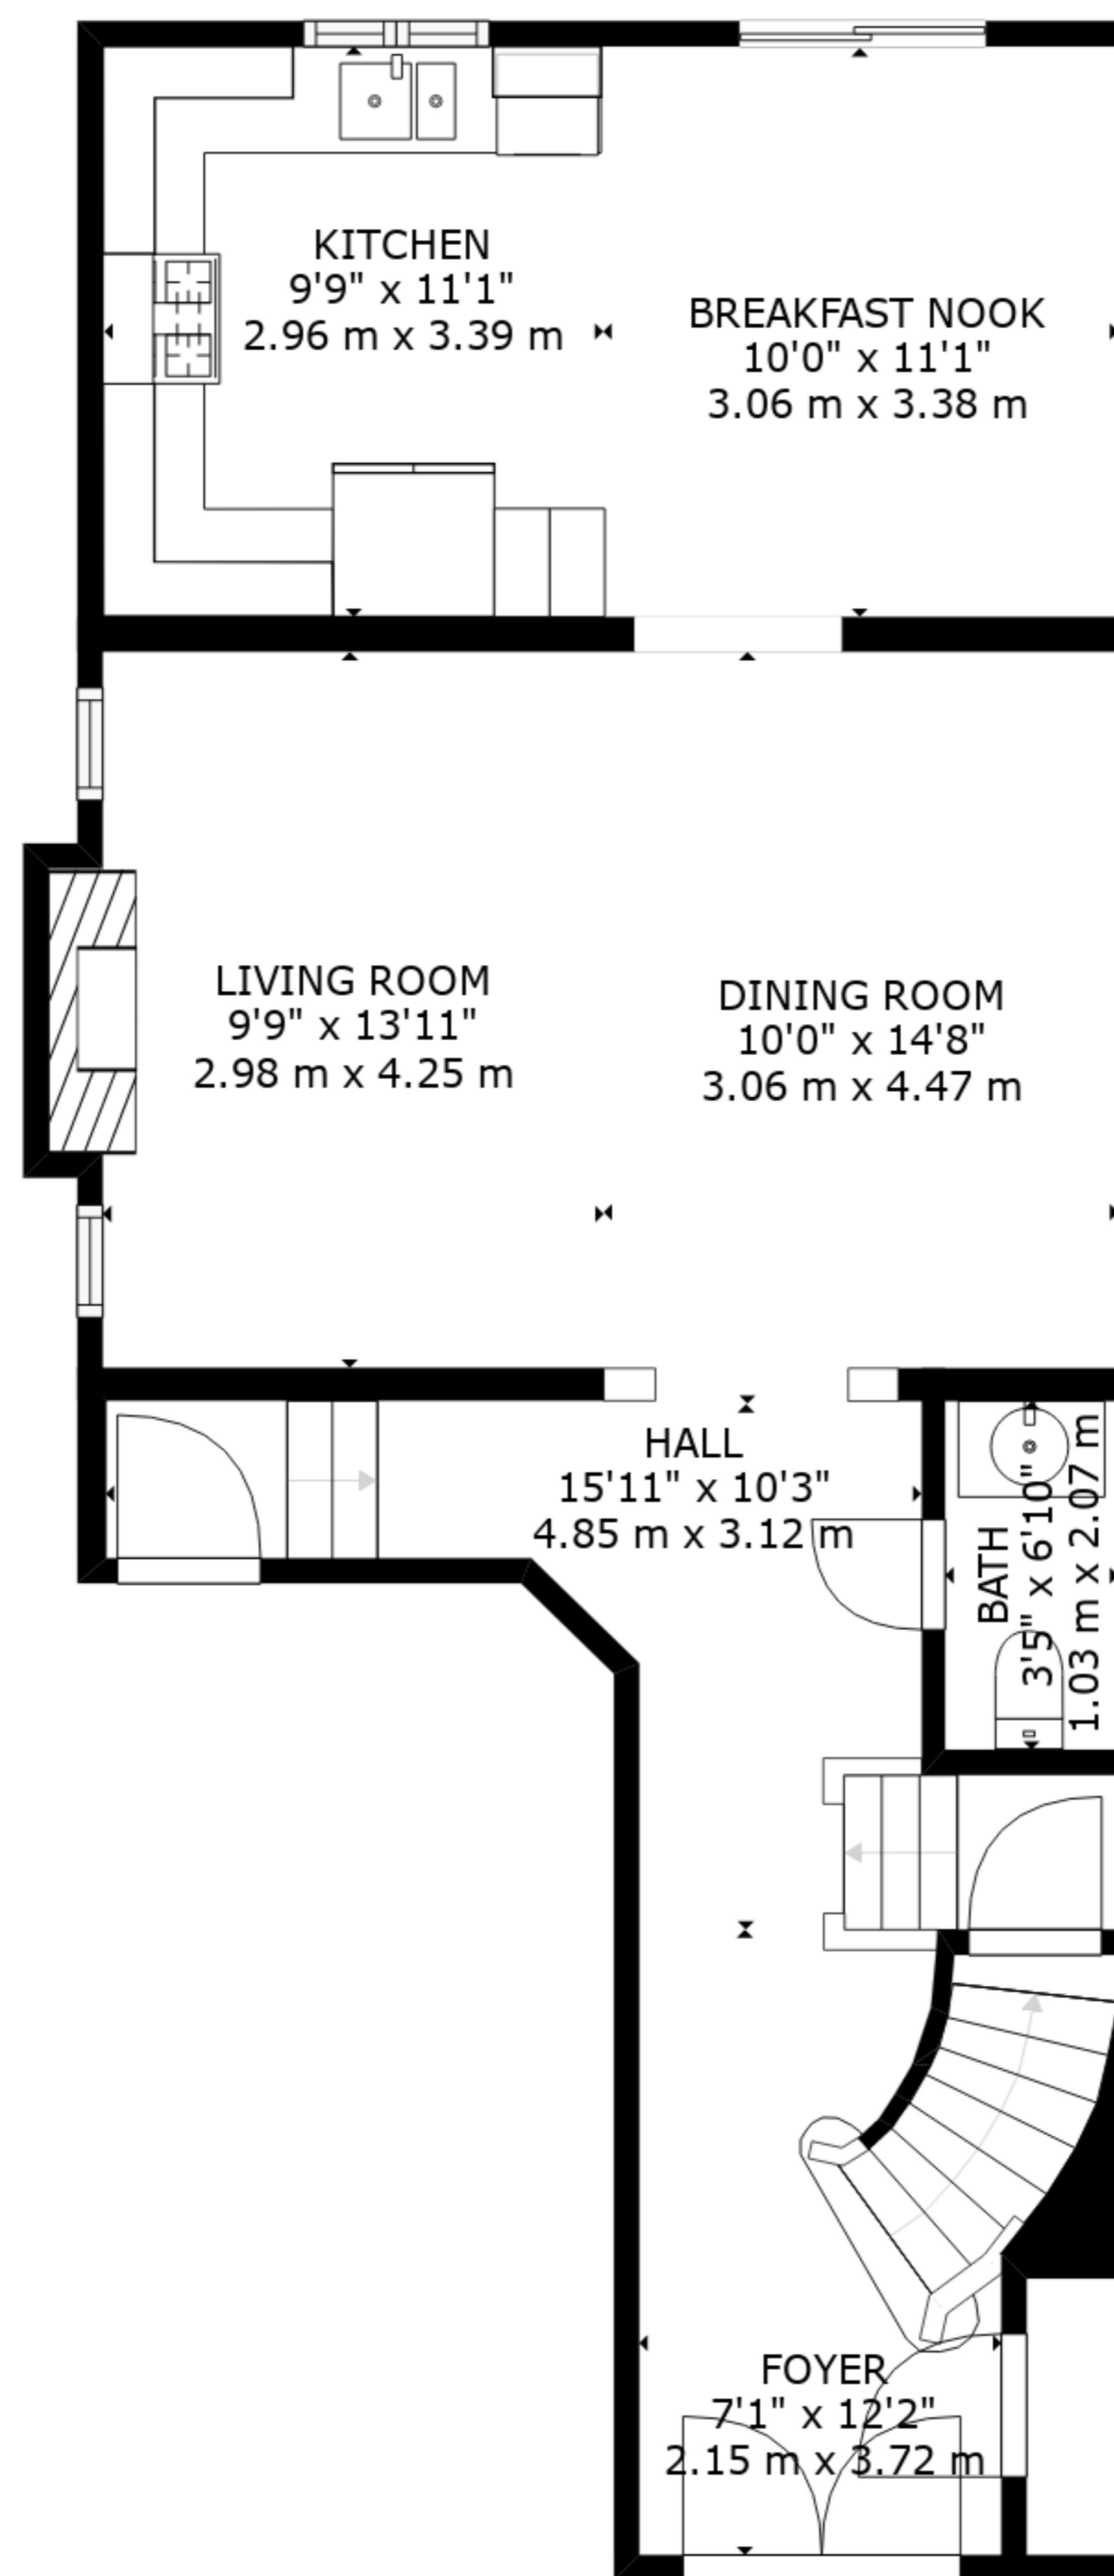 KITCHEN
9'9" x 11'1"
2.96 m x 3.39 m
BREAKFAST NOOK
10'0" x 11'1"
3.06 m x 3.38 m
LIVING ROOM
9'9" x 13'11"
2.98 m x 4.25 m
DINING ROOM
10'0" x 14'8"
3.06 m x 4.47 m
HALL
15'11" x 10'3"
4.85 m x 3.12 m
BATH
3'5" x 6'10"
1.03 m x 2.07 m
FOYER
7'1" x 12'2"
2.15 m x 3.72 m